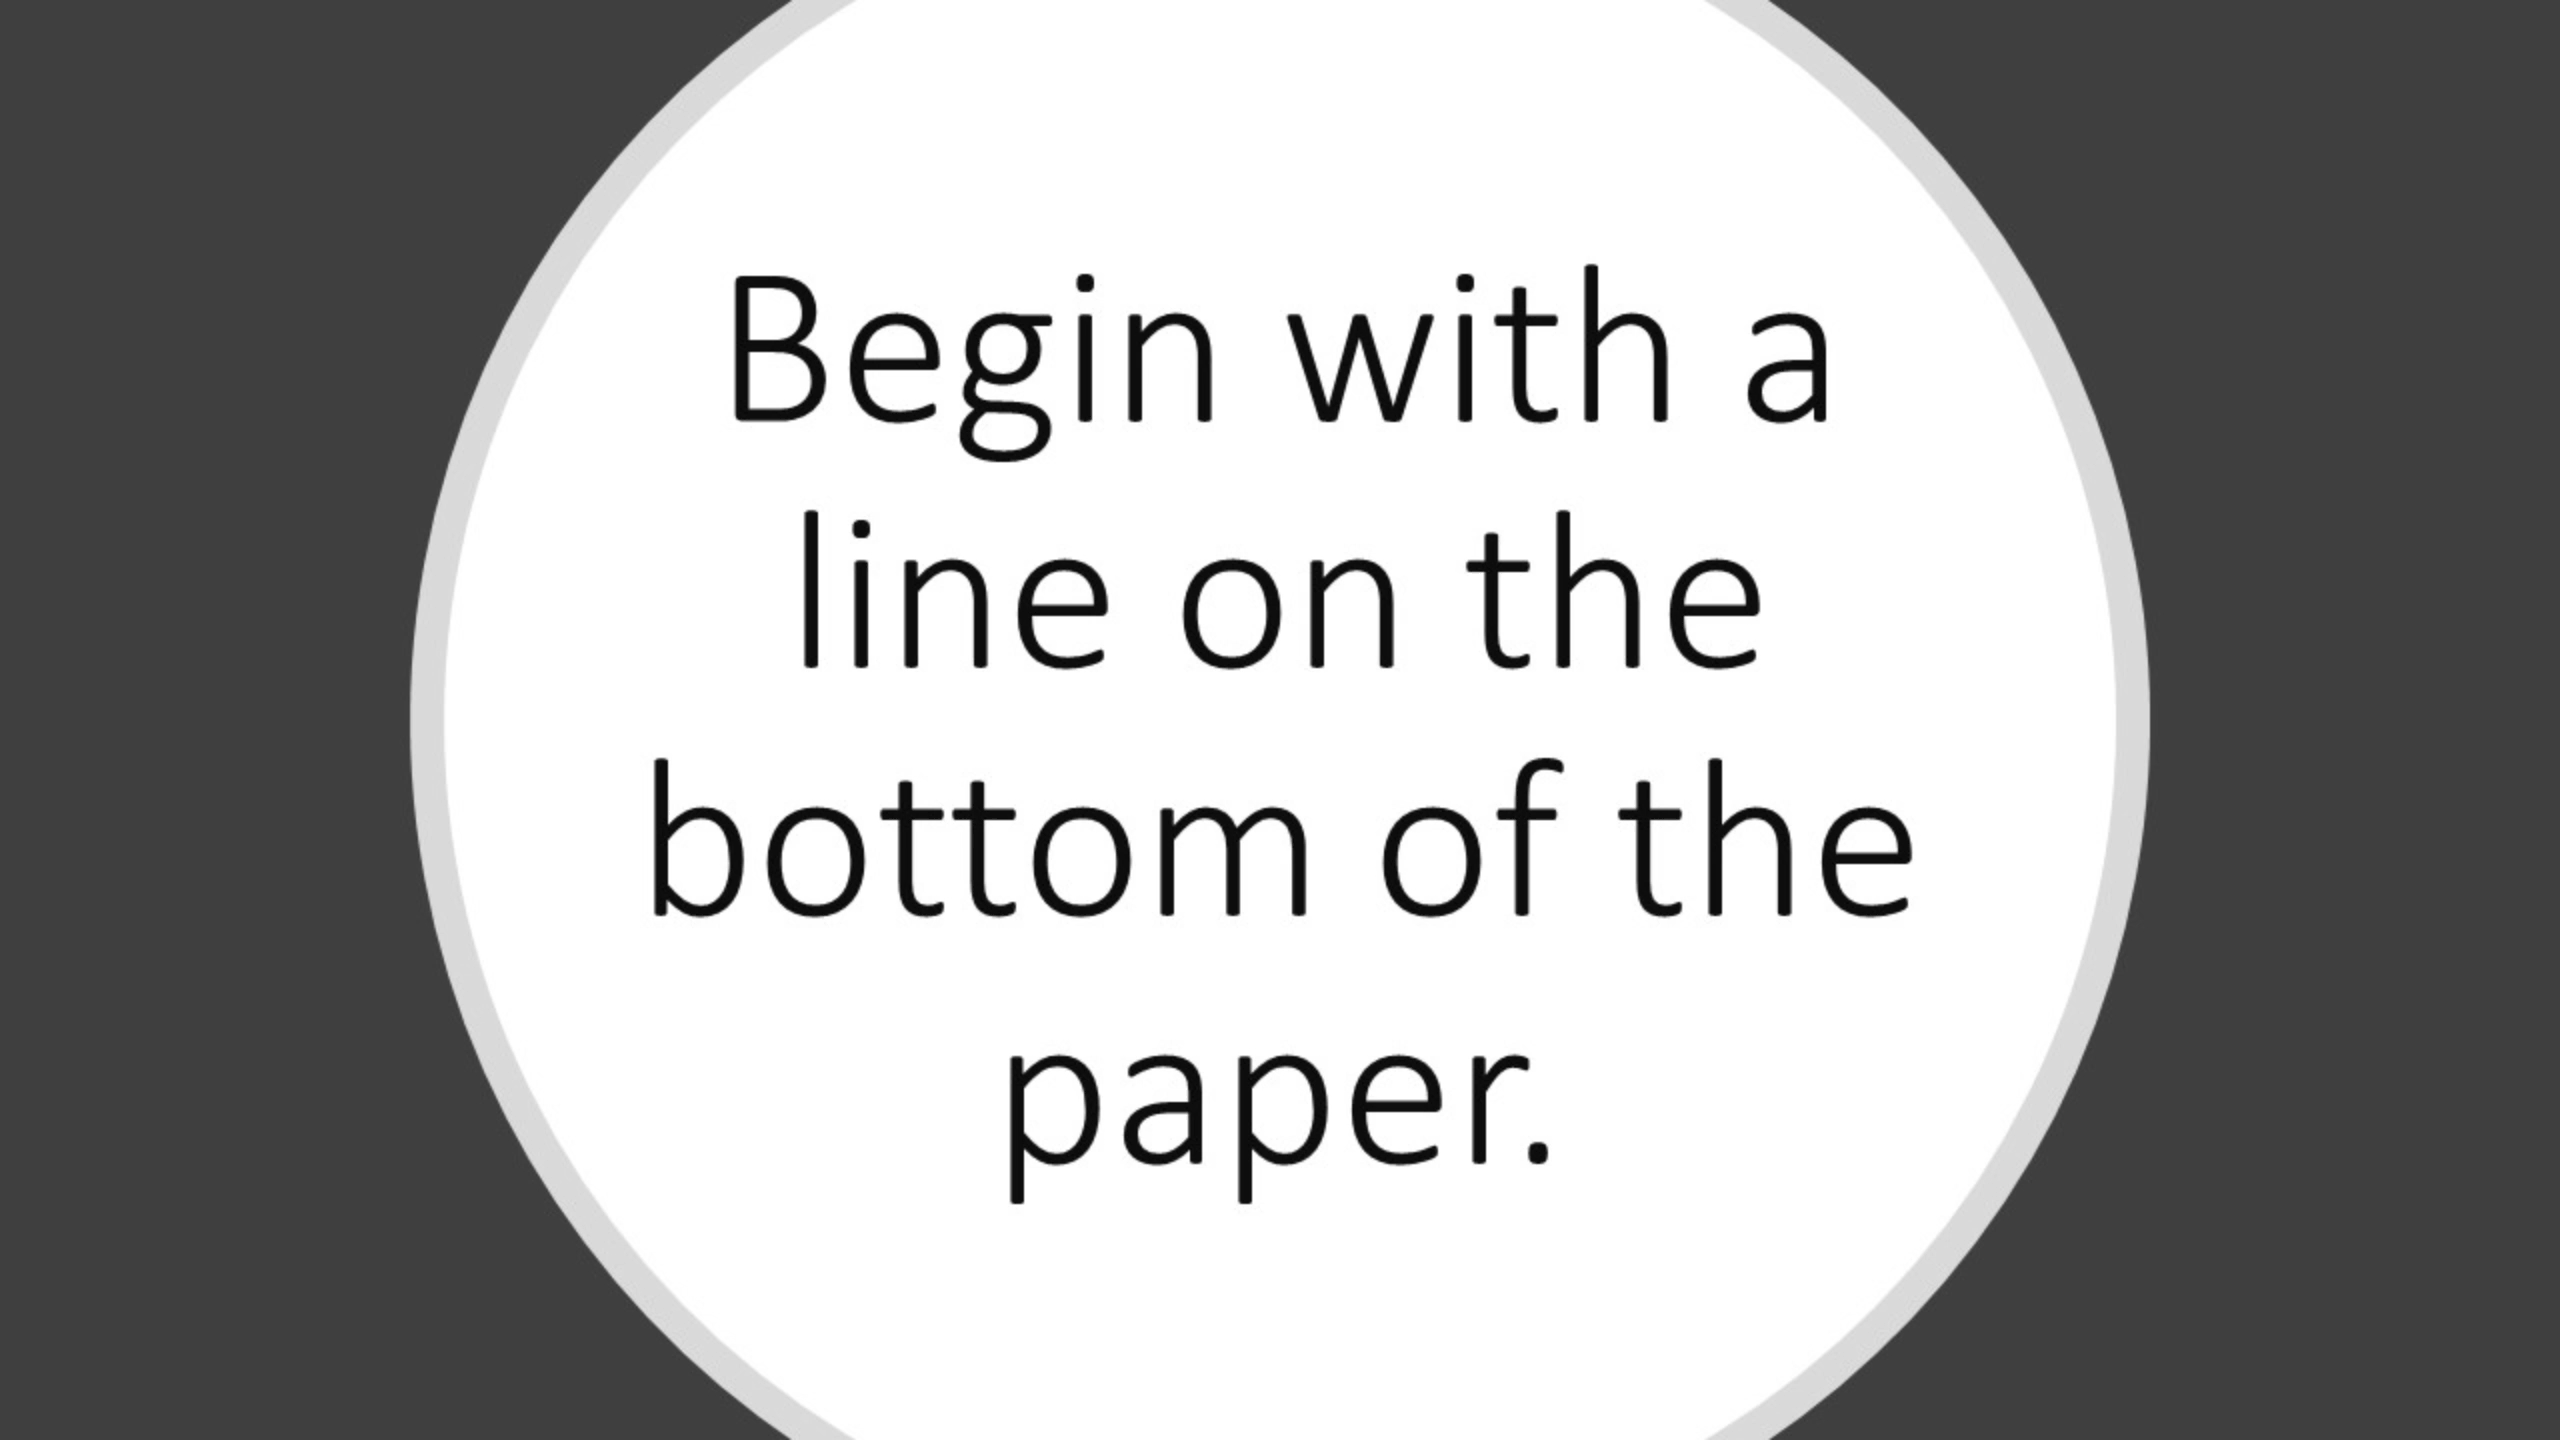 Begin with a
line on the
bottom of the
paper.